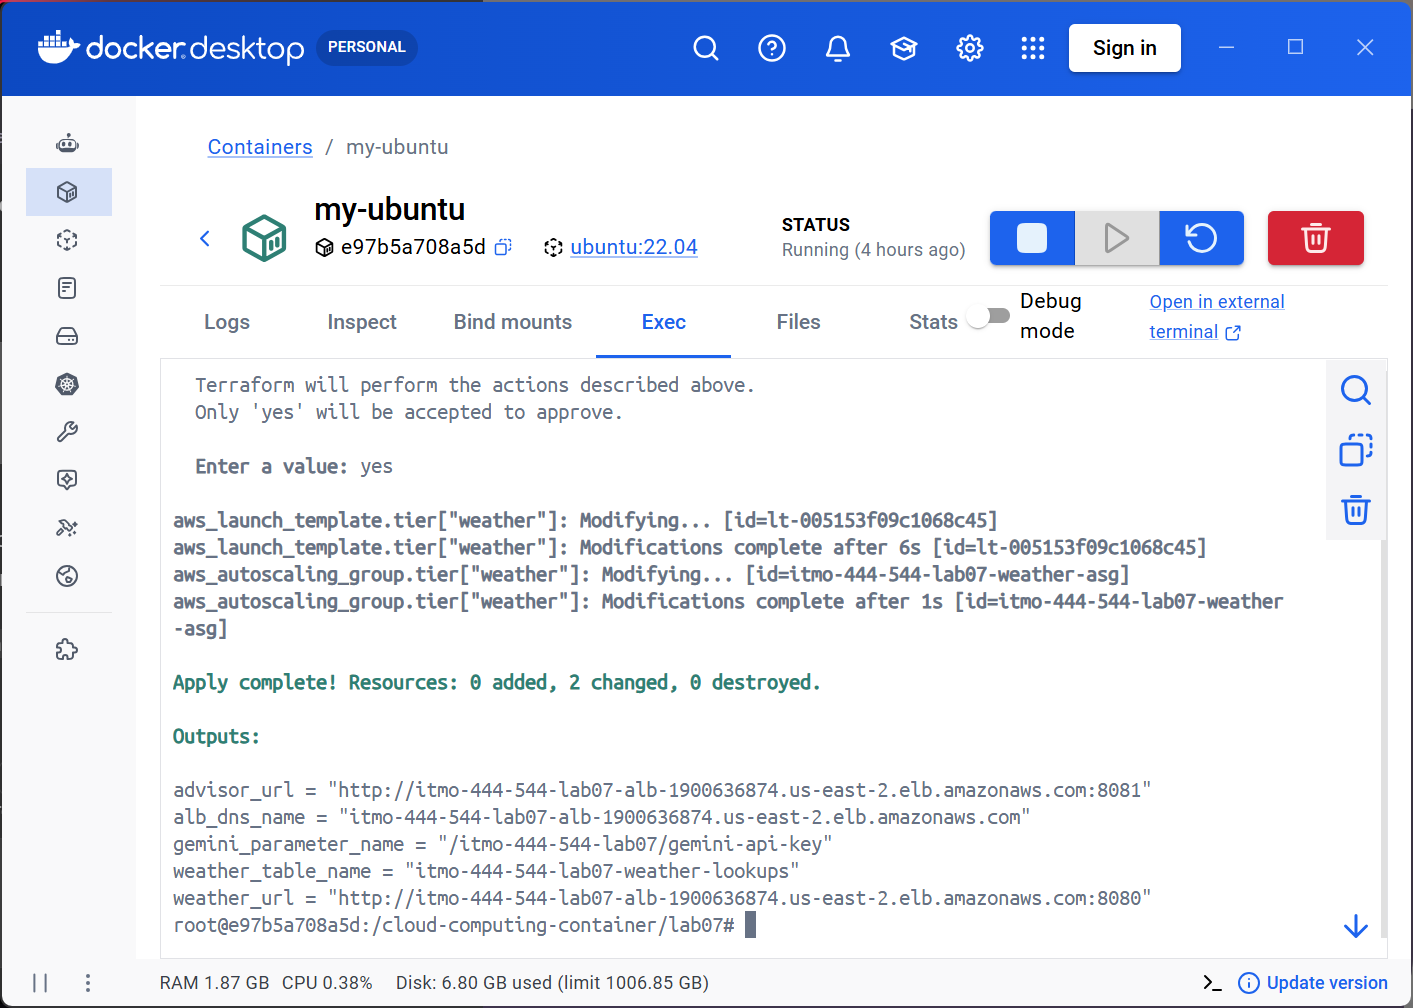 docker desktop PERSONAL Sign in
Containers / my-ubuntu
my-ubuntu
e97b5a708a5d ubuntu:22.04
STATUS
Running (4 hours ago)
Logs Inspect Bind mounts Exec Files Stats
Debug mode
Open in external terminal
Terraform will perform the actions described above.
Only 'yes' will be accepted to approve.
Enter a value: yes
aws_launch_template.tier["weather"]: Modifying... [id=lt-005153f09c1068c45]
aws_launch_template.tier["weather"]: Modifications complete after 6s [id=lt-005153f09c1068c45]
aws_autoscaling_group.tier["weather"]: Modifying... [id=itmo-444-544-lab07-weather-asg]
aws_autoscaling_group.tier["weather"]: Modifications complete after 1s [id=itmo-444-544-lab07-weather
-asg]
Apply complete! Resources: 0 added, 2 changed, 0 destroyed.
Outputs:
advisor_url = "http://itmo-444-544-lab07-alb-1900636874.us-east-2.elb.amazonaws.com:8081"
alb_dns_name = "itmo-444-544-lab07-alb-1900636874.us-east-2.elb.amazonaws.com"
gemini_parameter_name = "/itmo-444-544-lab07/gemini-api-key"
weather_table_name = "itmo-444-544-lab07-weather-lookups"
weather_url = "http://itmo-444-544-lab07-alb-1900636874.us-east-2.elb.amazonaws.com:8080"
root@e97b5a708a5d:/cloud-computing-container/lab07#
RAM 1.87 GB CPU 0.38% Disk: 6.80 GB used (limit 1006.85 GB) Update version